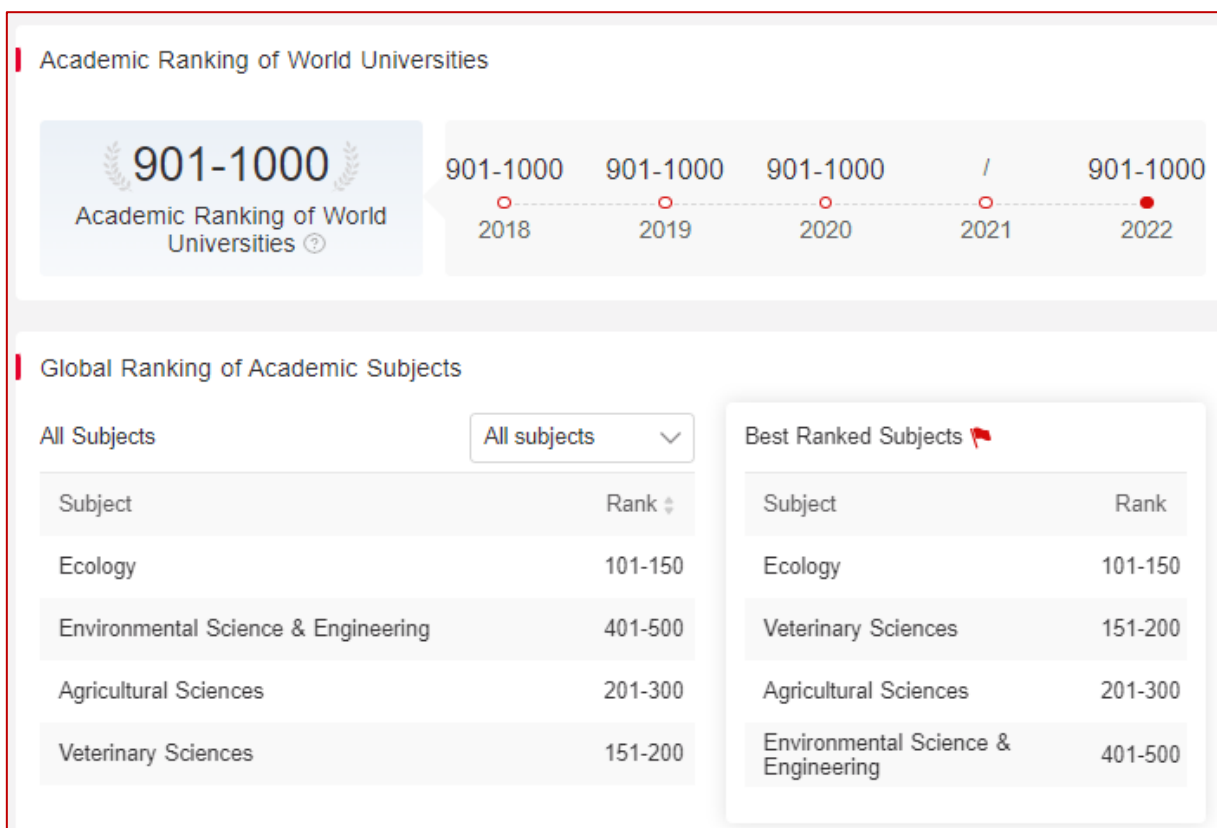 Academic Ranking of World Universities
901-1000
Academic Ranking of World
Universities ?
901-1000 901-1000 901-1000 / 901-1000
2018 2019 2020 2021 2022
Global Ranking of Academic Subjects
All Subjects
All subjects
Subject Rank
Ecology 101-150
Environmental Science & Engineering 401-500
Agricultural Sciences 201-300
Veterinary Sciences 151-200
Best Ranked Subjects
Subject Rank
Ecology 101-150
Veterinary Sciences 151-200
Agricultural Sciences 201-300
Environmental Science &
Engineering 401-500